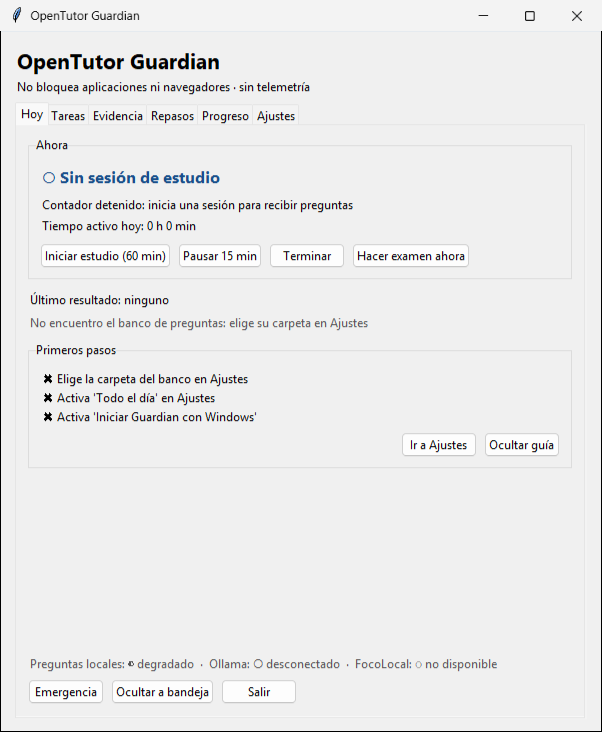 OpenTutor Guardian
OpenTutor Guardian
No bloquea aplicaciones ni navegadores · sin telemetría
Hoy Tareas Evidencia Repasos Progreso Ajustes
Ahora
○ Sin sesión de estudio
Contador detenido: inicia una sesión para recibir preguntas
Tiempo activo hoy: 0 h 0 min
Iniciar estudio (60 min) Pausar 15 min Terminar Hacer examen ahora
Último resultado: ninguno
No encuentro el banco de preguntas: elige su carpeta en Ajustes
Primeros pasos
✖ Elige la carpeta del banco en Ajustes
✖ Activa 'Todo el día' en Ajustes
✖ Activa 'Iniciar Guardian con Windows'
Ir a Ajustes Ocultar guía
Preguntas locales: ◐ degradado · Ollama: ○ desconectado · FocoLocal: ◌ no disponible
Emergencia Ocultar a bandeja Salir